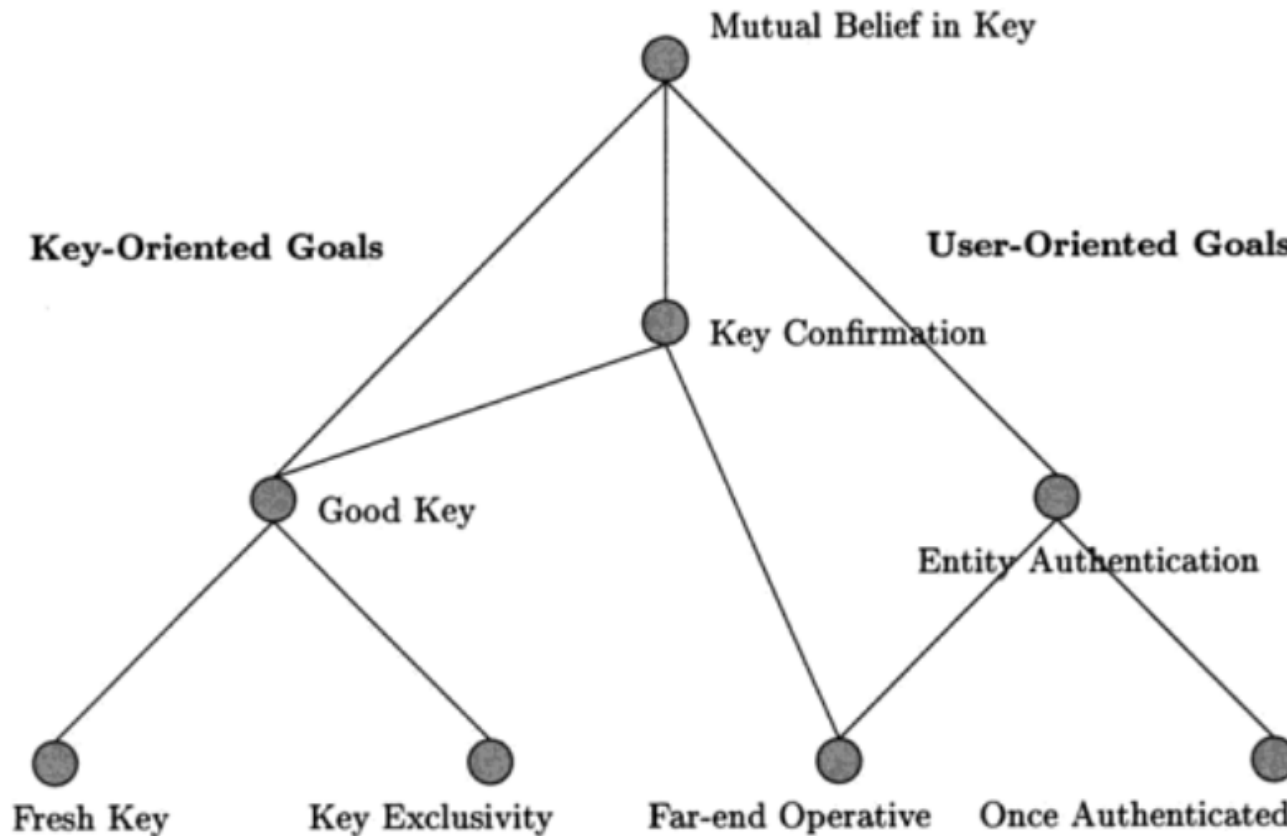 Mutual Belief in Key
Key-Oriented Goals
User-Oriented Goals
Key Confirmation
Good Key
Entity Authentication
Fresh Key
Key Exclusivity
Far-end Operative
Once Authenticated